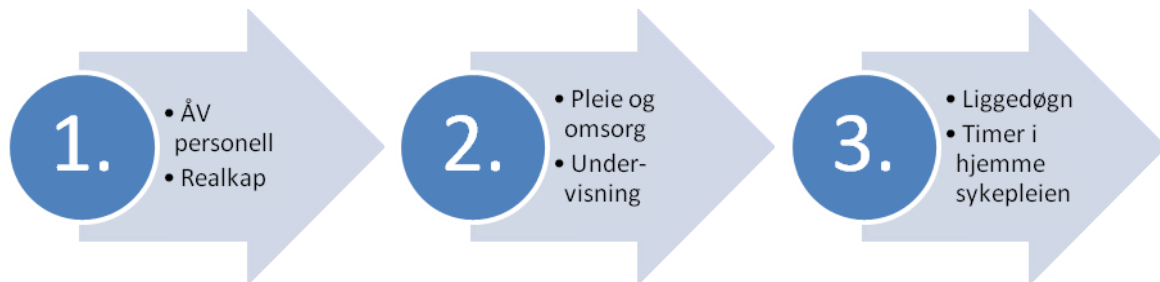 1.
• ÅV
personell
• Realkap
2.
• Pleie og
omsorg
• Under-
visning
3.
• Liggedøgn
• Timer i
hjemme
sykepleien